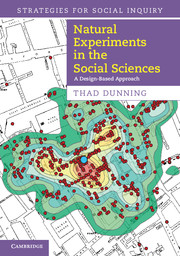 STRATEGIES FOR SOCIAL INQUIRY
Natural
Experiments
in the
Social Sciences
A Design-Based Approach
THAD DUNNING
CAMBRIDGE